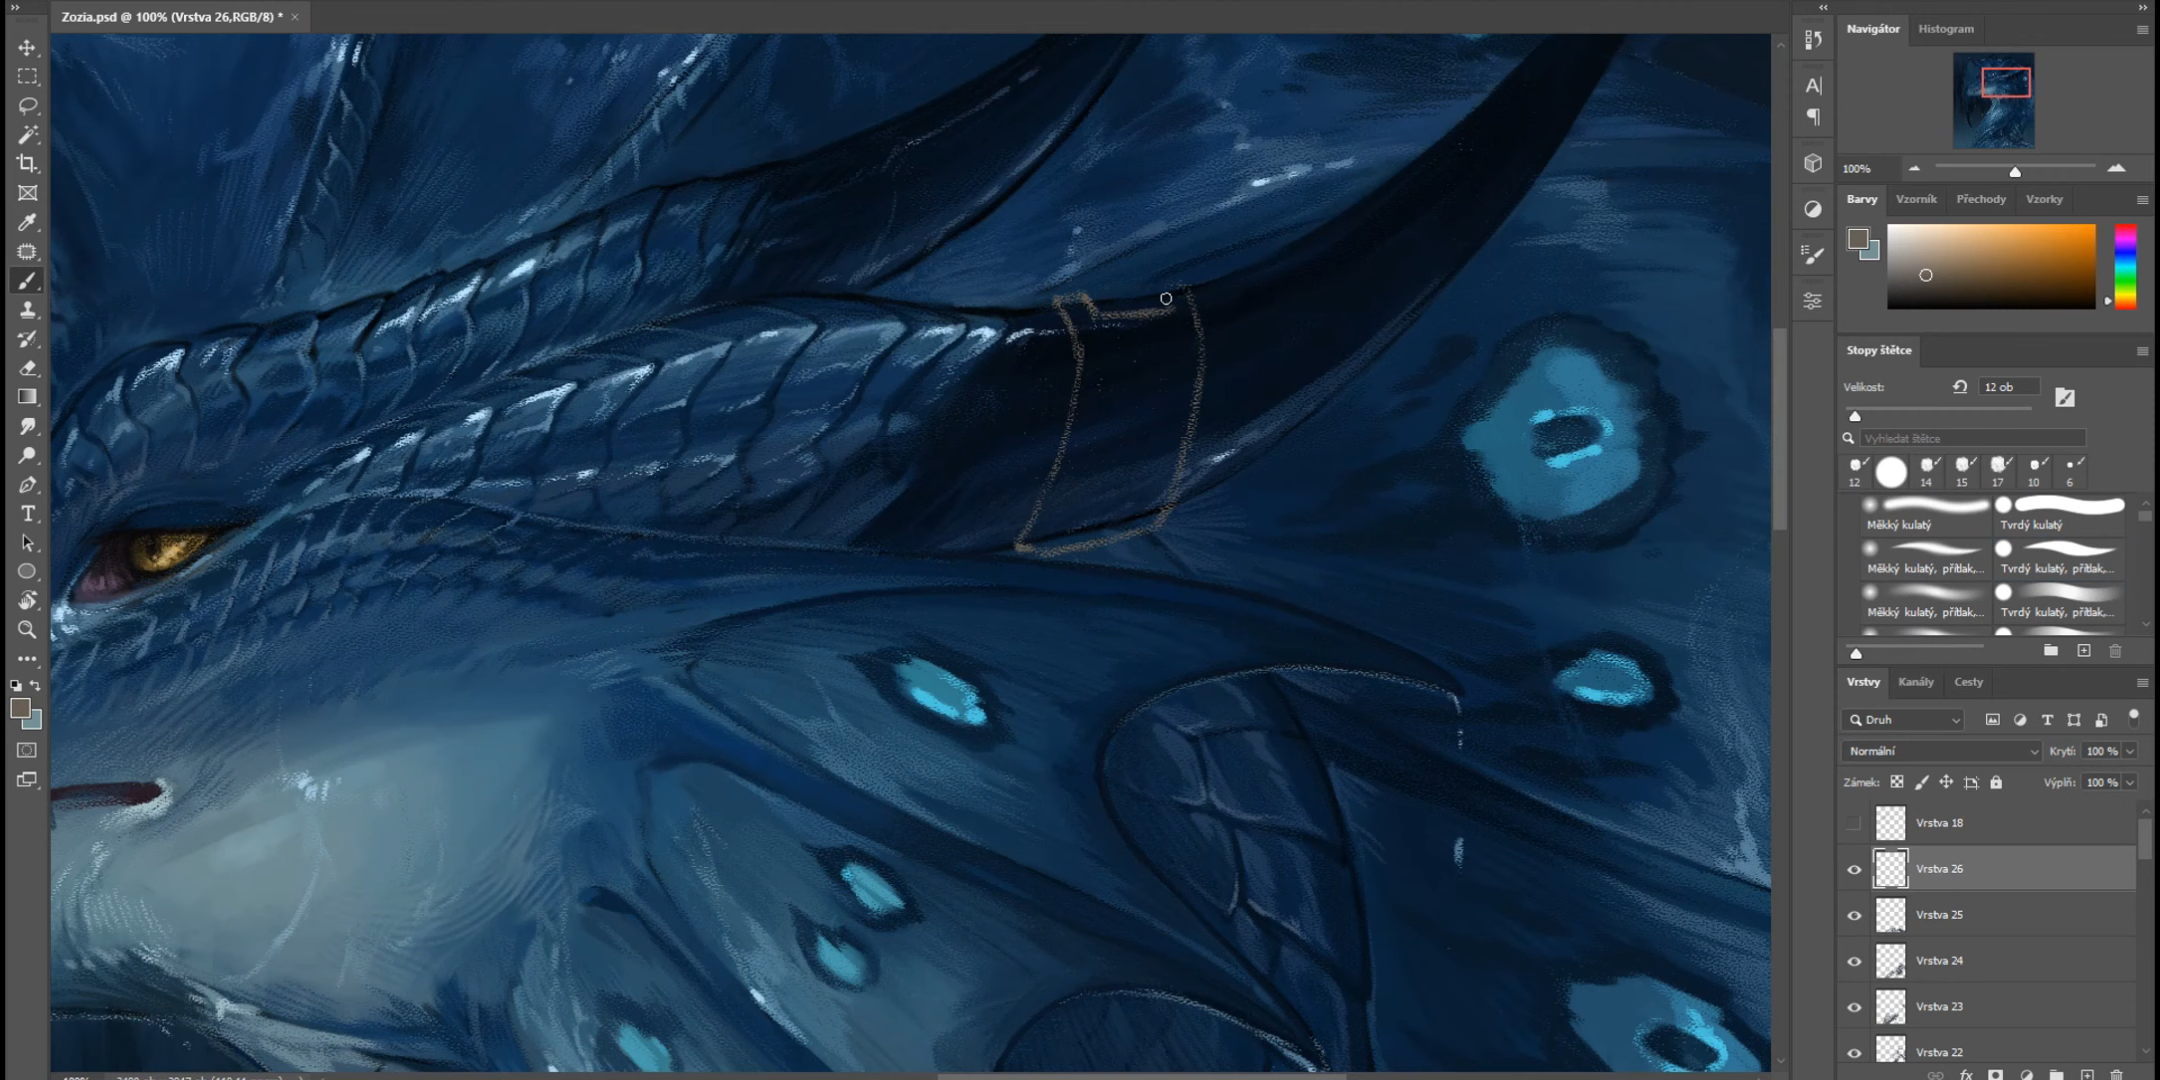 Zozia.psd @ 100% (Vrstva 26,RGB/8) *
Navigátor
Histogram
100%
Barvy
Vzorník
Přechody
Vzorky
Stopy štětce
Velikost:
12 ob
Vyhledat štětce
12
14
15
17
10
6
Měkký kulatý
Tvrdý kulatý
Měkký kulatý, přítlak,...
Tvrdý kulatý, přítlak,...
Měkký kulatý, přítlak,...
Tvrdý kulatý, přítlak,...
Vrstvy
Kanály
Cesty
Druh
Normální
Krytí:
100 %
Zámek:
Výplň:
100 %
Vrstva 18
Vrstva 26
Vrstva 25
Vrstva 24
Vrstva 23
Vrstva 22
fx